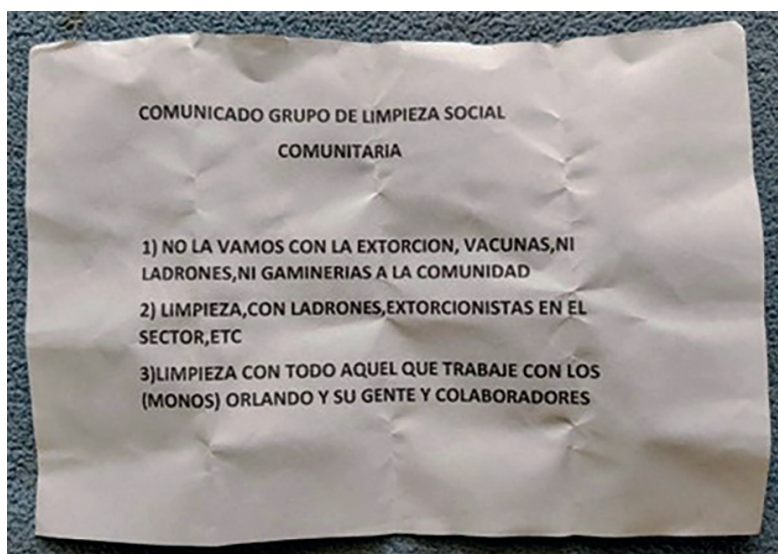 COMUNICADO GRUPO DE LIMPIEZA SOCIAL
COMUNITARIA
1) NO LA VAMOS CON LA EXTORCION, VACUNAS,NI
LADRONES,NI GAMINERIAS A LA COMUNIDAD
2) LIMPIEZA,CON LADRONES,EXTORCIONISTAS EN EL
SECTOR,ETC
3)LIMPIEZA CON TODO AQUEL QUE TRABAJE CON LOS
(MONOS) ORLANDO Y SU GENTE Y COLABORADORES